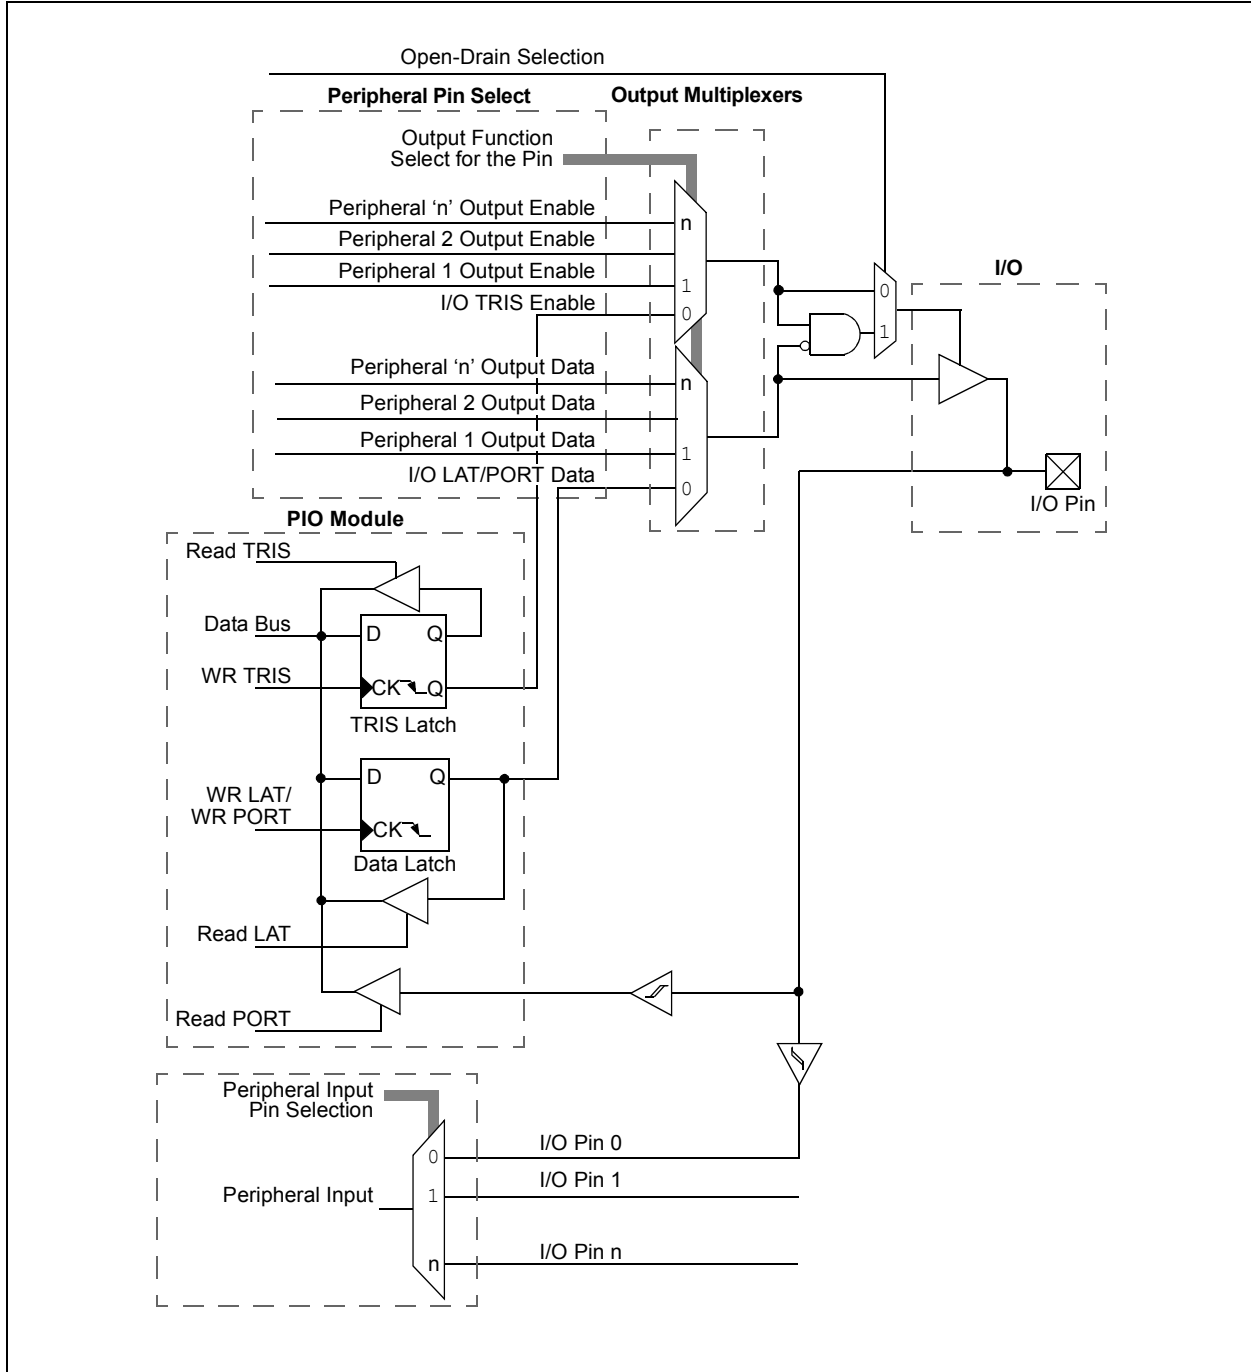 Open-Drain Selection
Peripheral Pin Select
Output Multiplexers
Output Function
Select for the Pin
Peripheral ‘n’ Output Enable
n
Peripheral 2 Output Enable
Peripheral 1 Output Enable
1
I/O TRIS Enable
0
I/O
0
1
Peripheral ‘n’ Output Data
n
Peripheral 2 Output Data
Peripheral 1 Output Data
1
I/O LAT/PORT Data
0
I/O Pin
PIO Module
Read TRIS
Data Bus
D
Q
WR TRIS
CK
Q
TRIS Latch
D
Q
WR LAT/
WR PORT
CK
Data Latch
Read LAT
Read PORT
Peripheral Input
Pin Selection
0
I/O Pin 0
Peripheral Input
1
I/O Pin 1
n
I/O Pin n